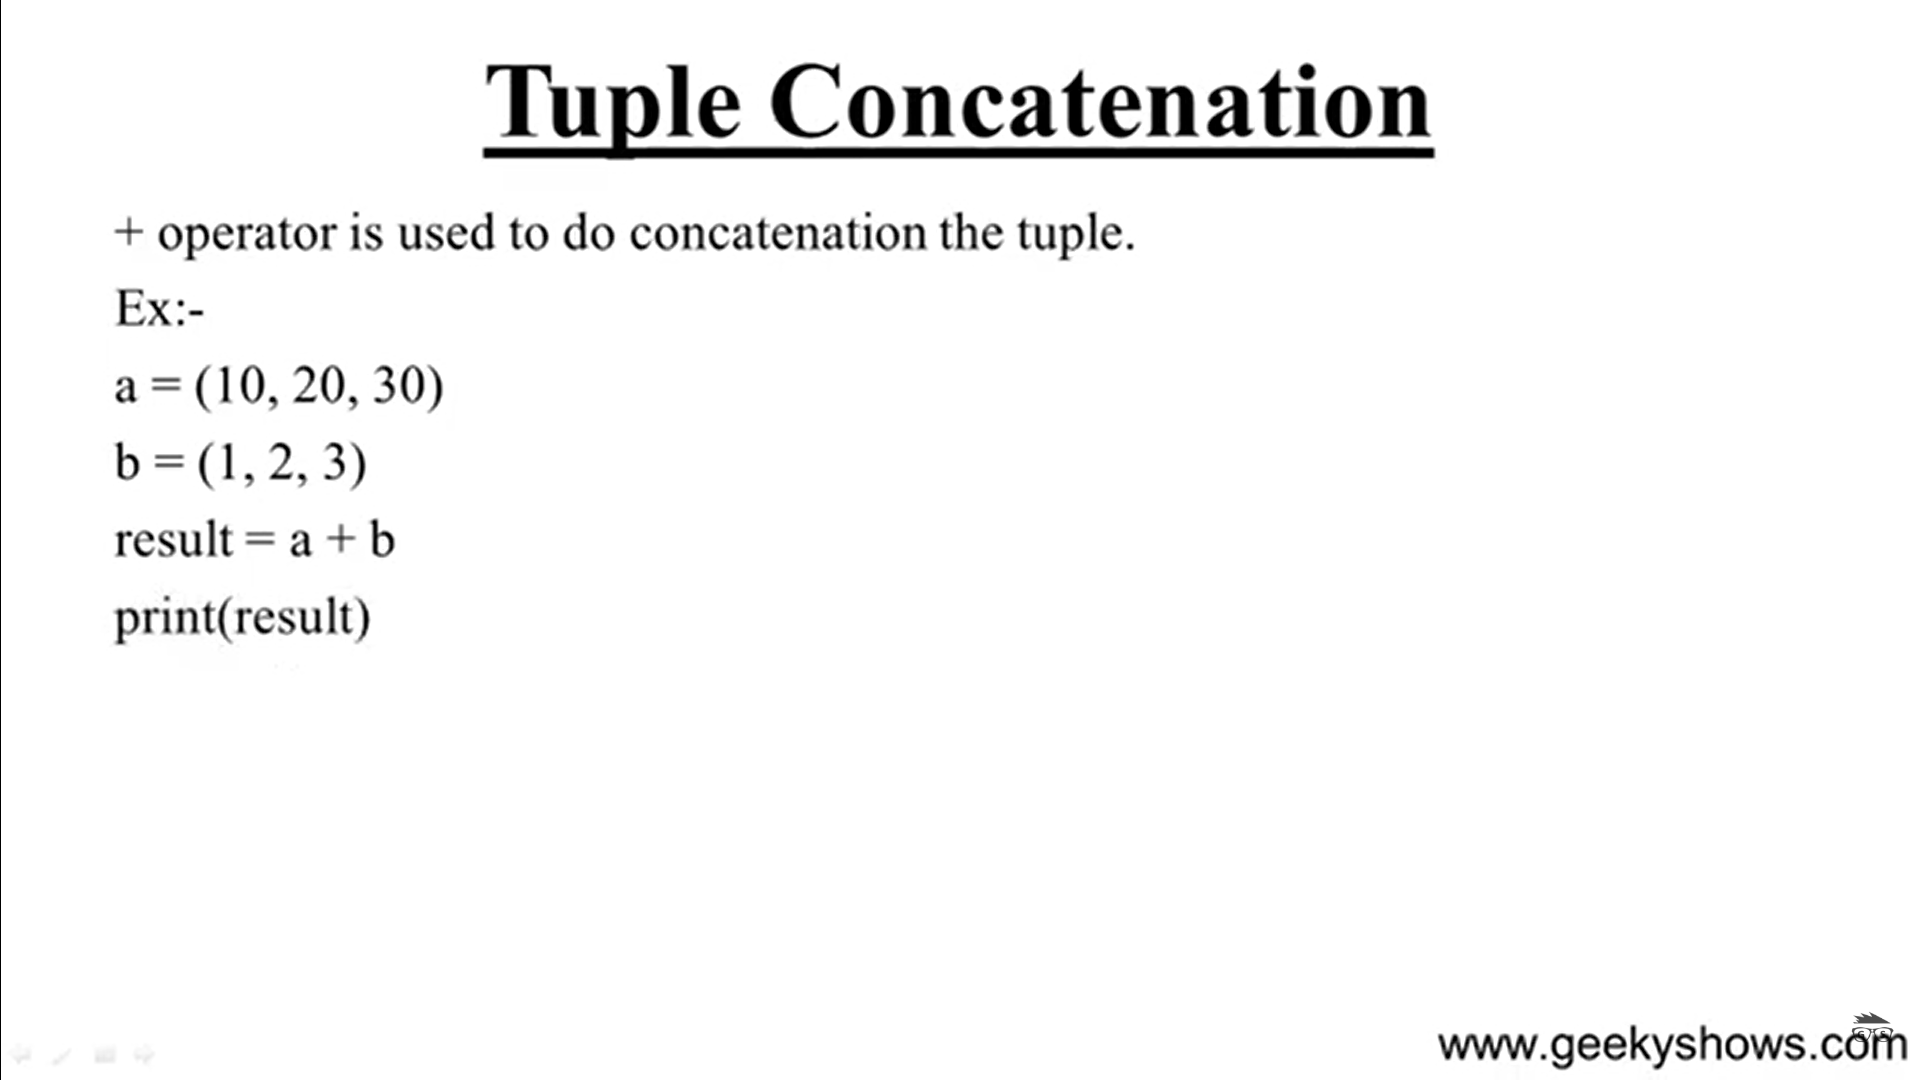 Tuple Concatenation
+ operator is used to do concatenation the tuple.
Ex:-
a = (10, 20, 30)
b = (1, 2, 3)
result = a + b
print(result)
www.geekyshows.com